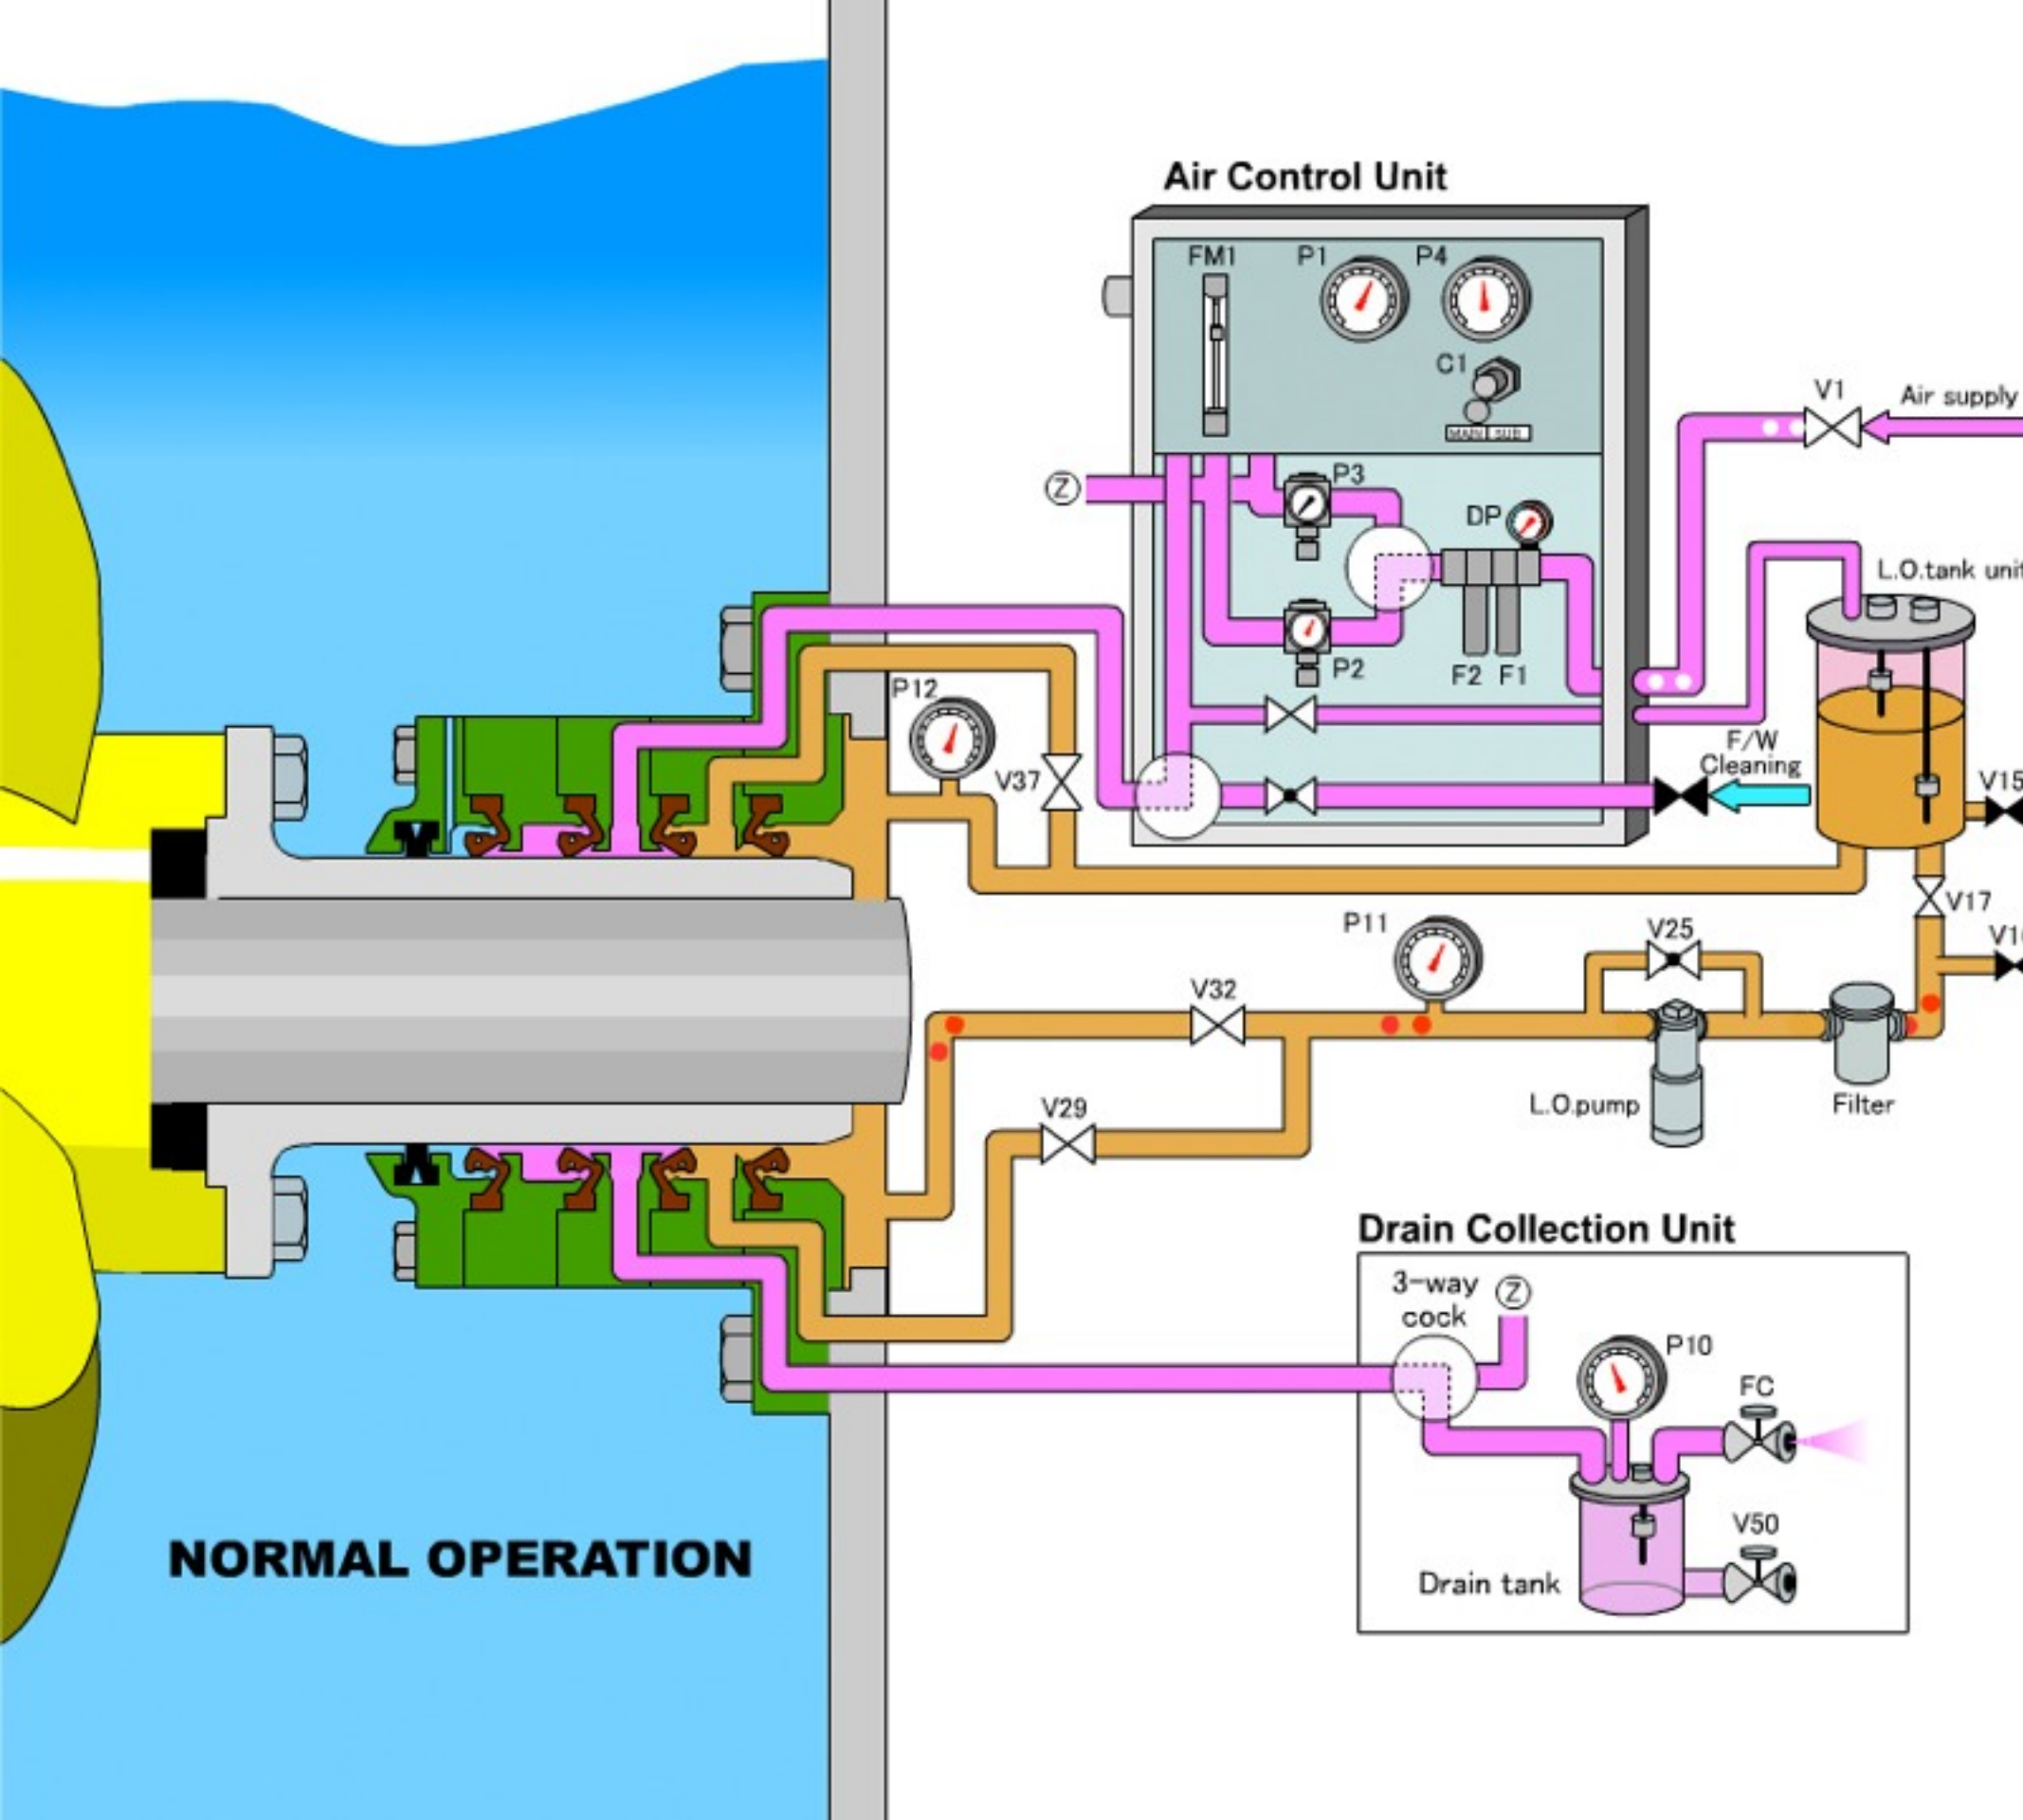 Air Control Unit
FM1
P1
P4
C1
MAIN SUB
V1
Air supply
Z
P3
DP
P2
F2
F1
L.O.tank unit
P12
V37
F/W
Cleaning
V15
V17
P11
V25
V32
L.O.pump
Filter
V29
Drain Collection Unit
3-way
cock
Z
P10
FC
V50
Drain tank
NORMAL OPERATION